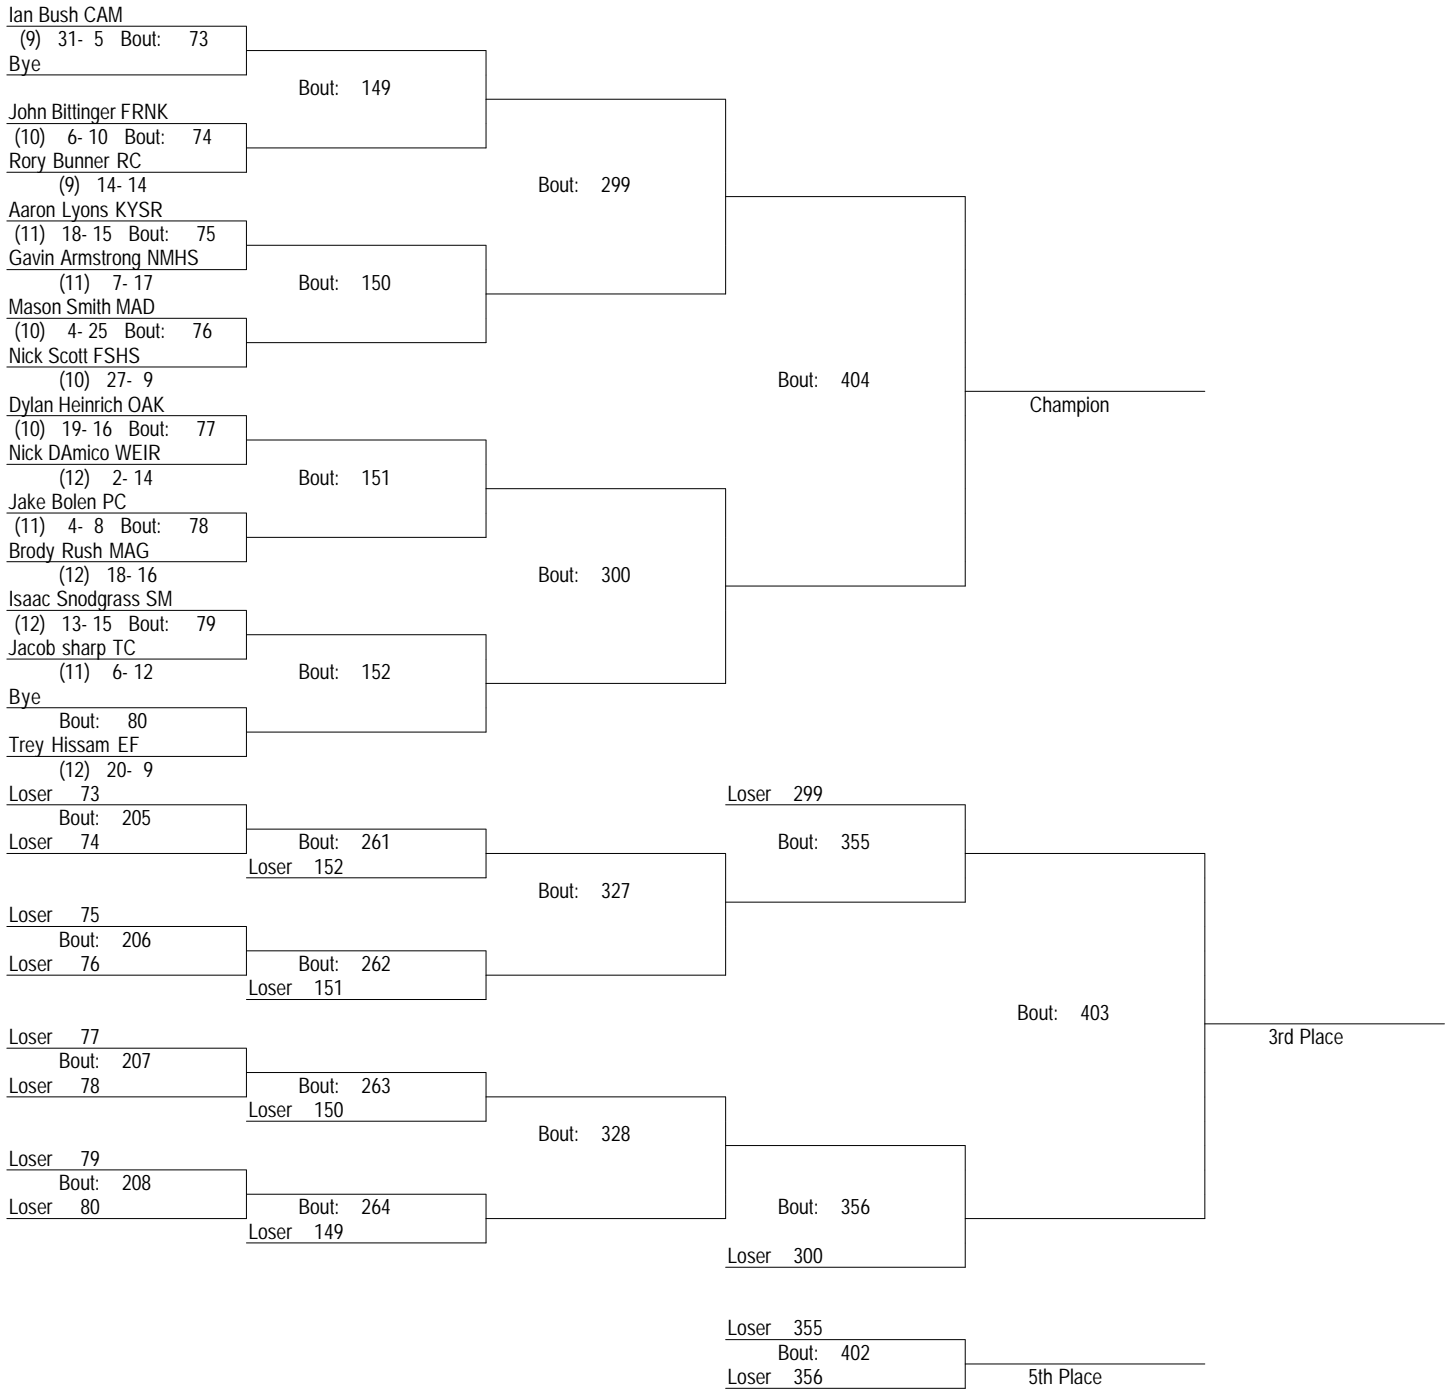 Ian Bush CAM
(9) 31- 5 Bout: 73
Bye
Bout: 149
John Bittinger FRNK
(10) 6- 10 Bout: 74
Rory Bunner RC
(9) 14- 14
Bout: 299
Aaron Lyons KYSR
(11) 18- 15 Bout: 75
Gavin Armstrong NMHS
(11) 7- 17
Bout: 150
Mason Smith MAD
(10) 4- 25 Bout: 76
Nick Scott FSHS
(10) 27- 9
Bout: 404
Dylan Heinrich OAK
Champion
(10) 19- 16 Bout: 77
Nick DAmico WEIR
(12) 2- 14
Bout: 151
Jake Bolen PC
(11) 4- 8 Bout: 78
Brody Rush MAG
(12) 18- 16
Bout: 300
Isaac Snodgrass SM
(12) 13- 15 Bout: 79
Jacob sharp TC
(11) 6- 12
Bout: 152
Bye
Bout: 80
Trey Hissam EF
(12) 20- 9
Loser 73
Loser 299
Bout: 205
Loser 74
Bout: 261
Bout: 355
Loser 152
Bout: 327
Loser 75
Bout: 206
Loser 76
Bout: 262
Loser 151
Bout: 403
Loser 77
3rd Place
Bout: 207
Loser 78
Bout: 263
Loser 150
Bout: 328
Loser 79
Bout: 208
Loser 80
Bout: 264
Bout: 356
Loser 149
Loser 300
Loser 355
Bout: 402
Loser 356
5th Place